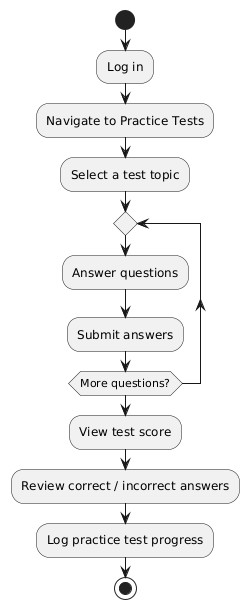 Log in
Navigate to Practice Tests
Select a test topic
Answer questions
Submit answers
More questions?
View test score
Review correct / incorrect answers
Log practice test progress